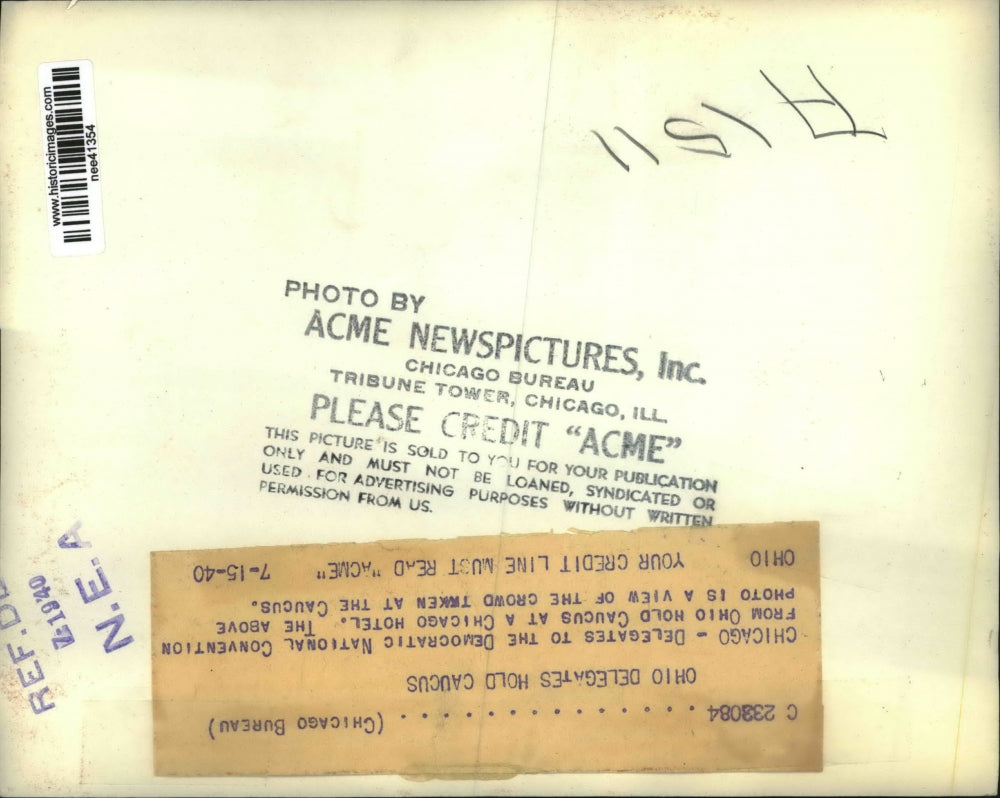 www.historicimages.com
nee41354
A 1511
PHOTO BY
ACME NEWSPICTURES, Inc.
CHICAGO BUREAU
TRIBUNE TOWER, CHICAGO, ILL.
PLEASE CREDIT "ACME"
THIS PICTURE IS SOLD TO YOU FOR YOUR PUBLICATION
ONLY AND MUST NOT BE LOANED, SYNDICATED OR
USED FOR ADVERTISING PURPOSES WITHOUT WRITTEN
PERMISSION FROM US.
C 233084 . . . . . . . . . . . . . . . (CHICAGO BUREAU)
OHIO DELEGATES HOLD CAUCUS
CHICAGO - DELEGATES TO THE DEMOCRATIC NATIONAL CONVENTION
FROM OHIO HOLD CAUCUS AT A CHICAGO HOTEL. THE ABOVE
PHOTO IS A VIEW OF THE CROWD TAKEN AT THE CAUCUS.
OHIO YOUR CREDIT LINE MUST READ "ACME" 7-15-40
REF. DE
1940
N. E. A